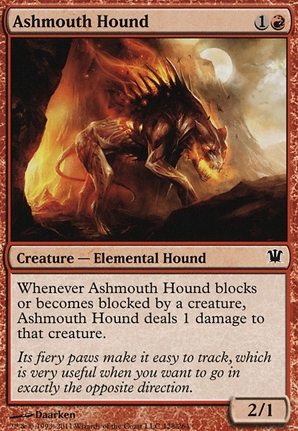 Ashmouth Hound 1
Creature — Elemental Hound
Whenever Ashmouth Hound blocks
or becomes blocked by a creature,
Ashmouth Hound deals 1 damage to
that creature.
Its fiery paws make it easy to track, which
is very useful when you want to go in
exactly the opposite direction.
Daarken
2/1